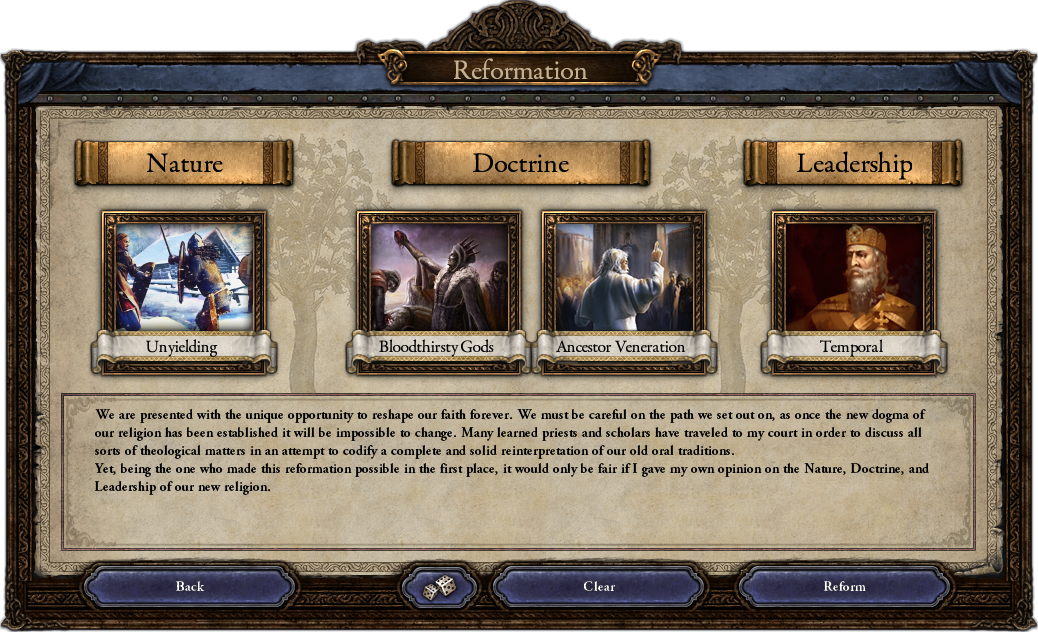 Reformation
Nature
Doctrine
Leadership
Unyielding
Bloodthirsty Gods
Ancestor Veneration
Temporal
We are presented with the unique opportunity to reshape our faith forever. We must be careful on the path we set out on, as once the new dogma of
our religion has been established it will be impossible to change. Many learned priests and scholars have traveled to my court in order to discuss all
sorts of theological matters in an attempt to codify a complete and solid reinterpretation of our old oral traditions.
Yet, being the one who made this reformation possible in the first place, it would only be fair if I gave my own opinion on the Nature, Doctrine, and
Leadership of our new religion.
Back
Clear
Reform